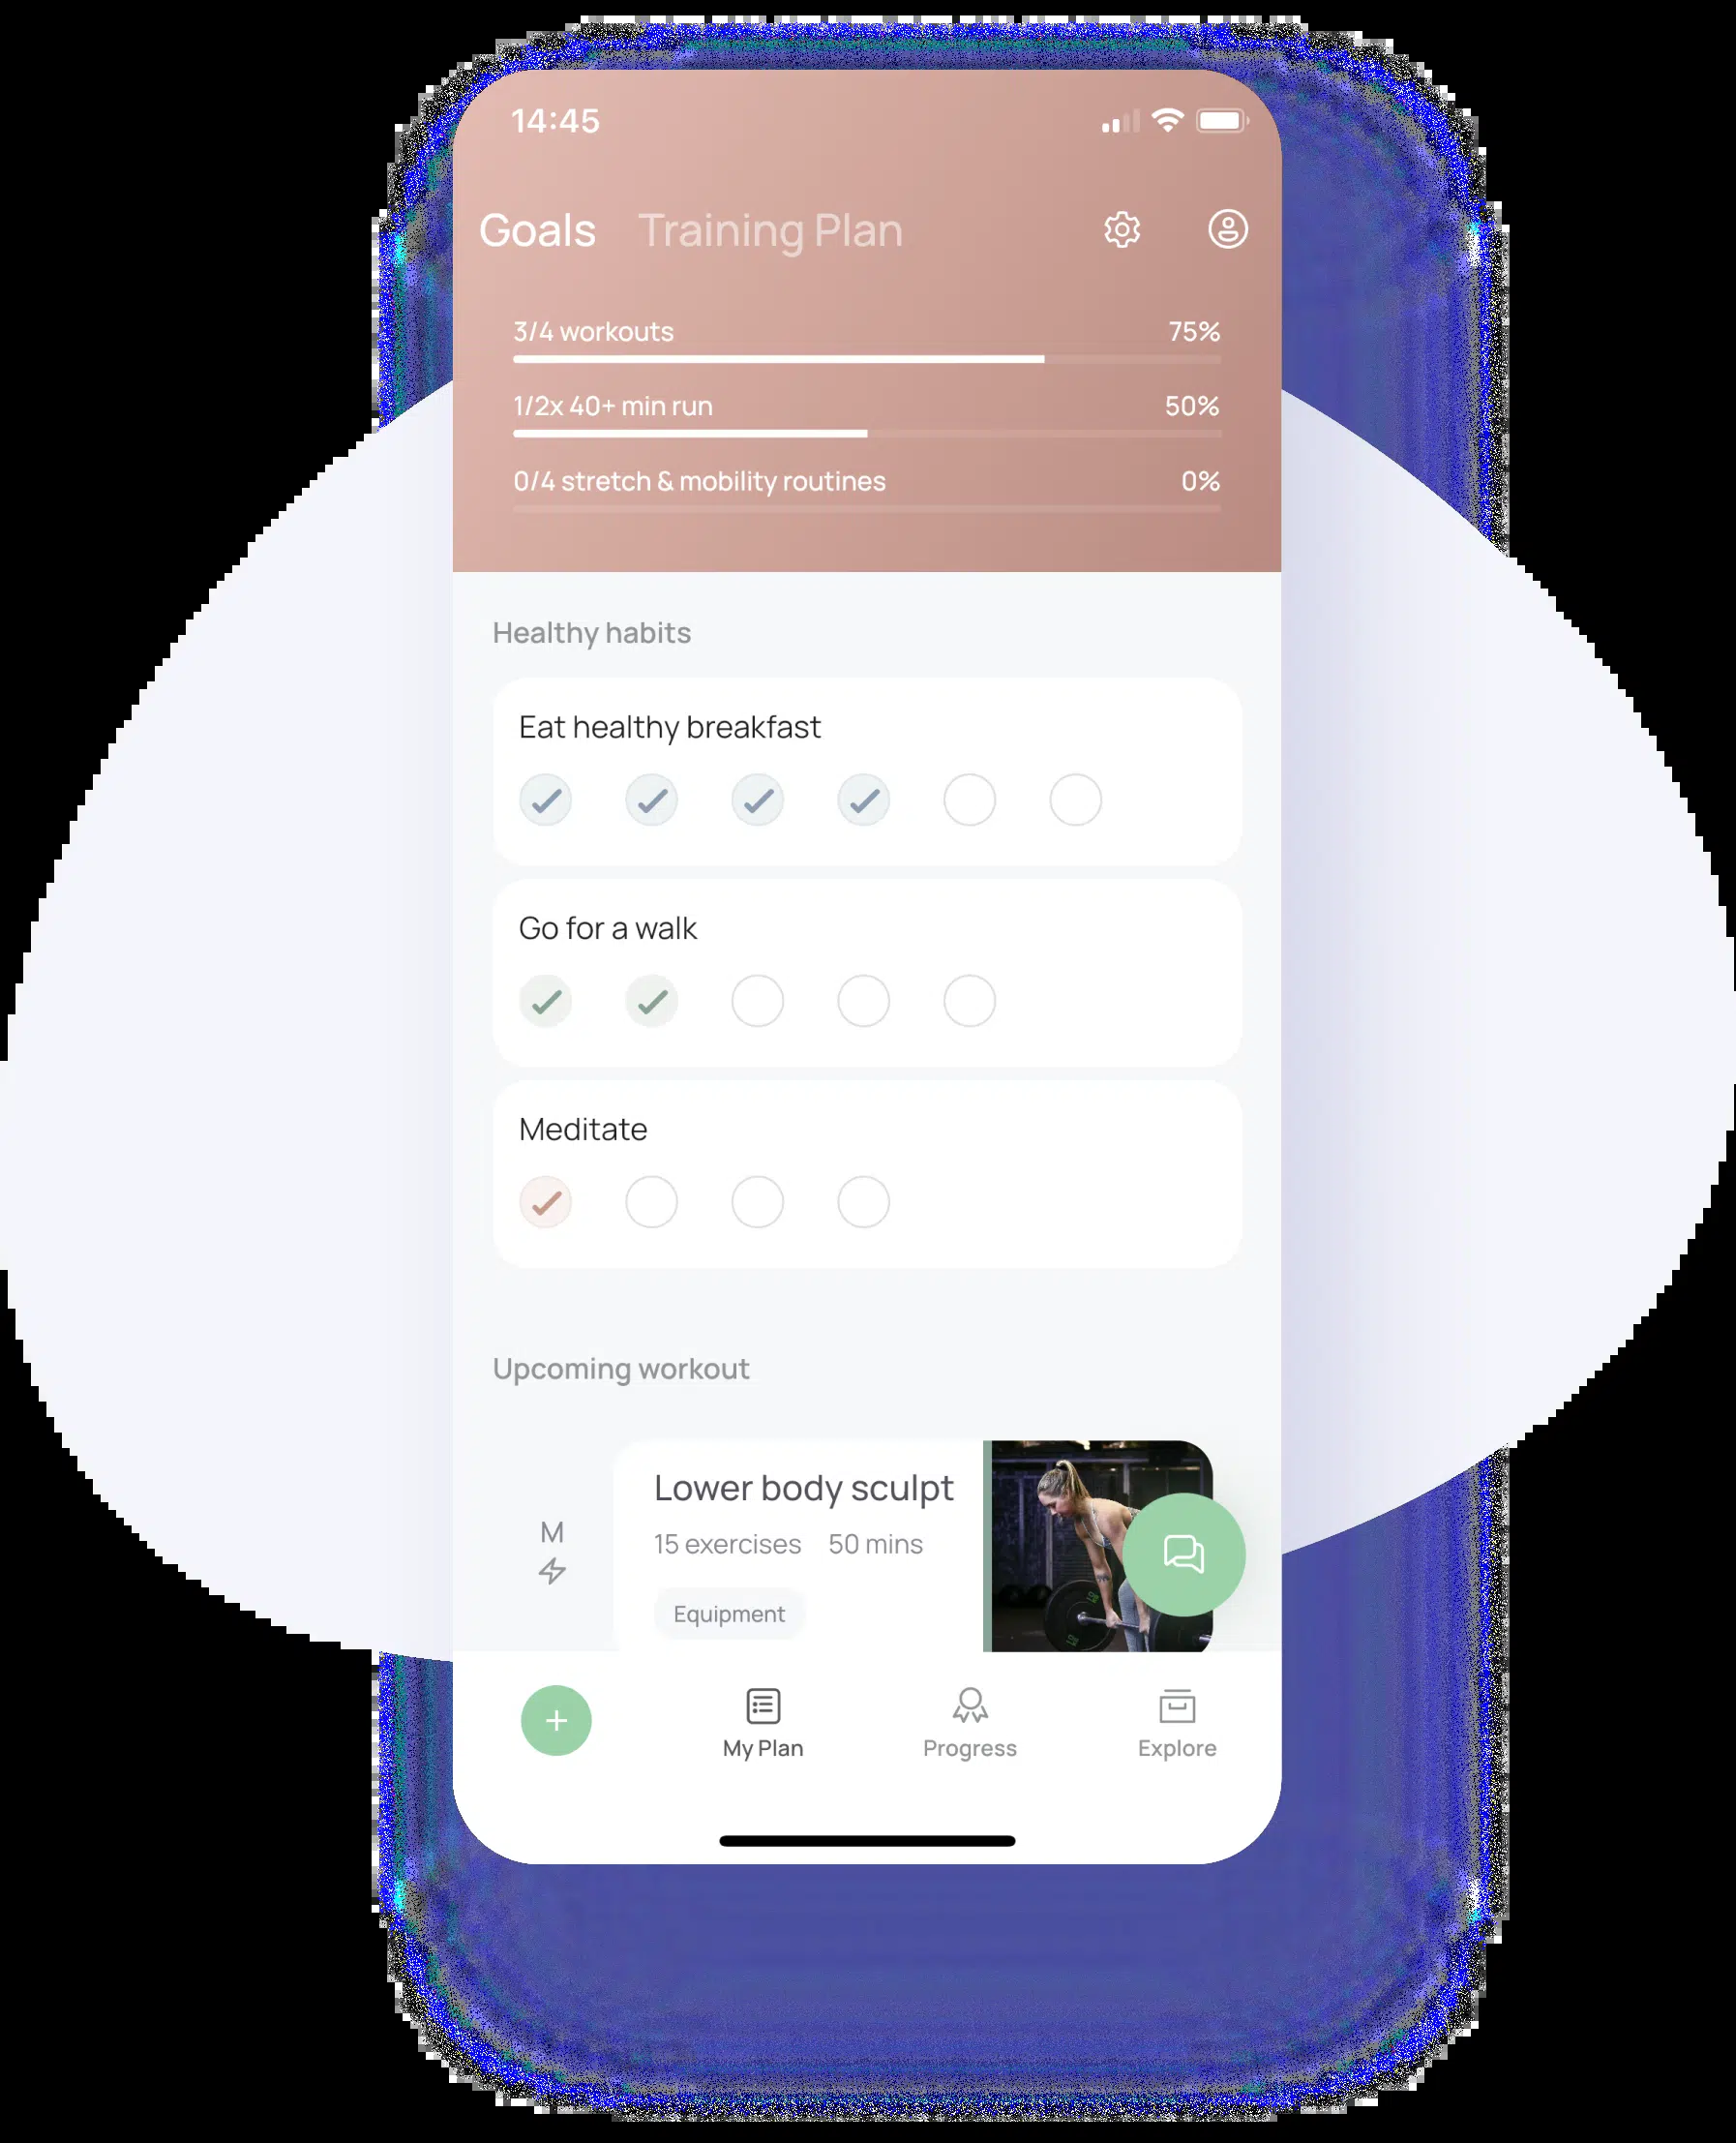 14:45
Goals Training Plan
3/4 workouts 75%
1/2x 40+ min run 50%
0/4 stretch & mobility routines 0%
Healthy habits
Eat healthy breakfast
Go for a walk
Meditate
Upcoming workout
Lower body sculpt
M
15 exercises 50 mins
Equipment
My Plan
Progress
Explore